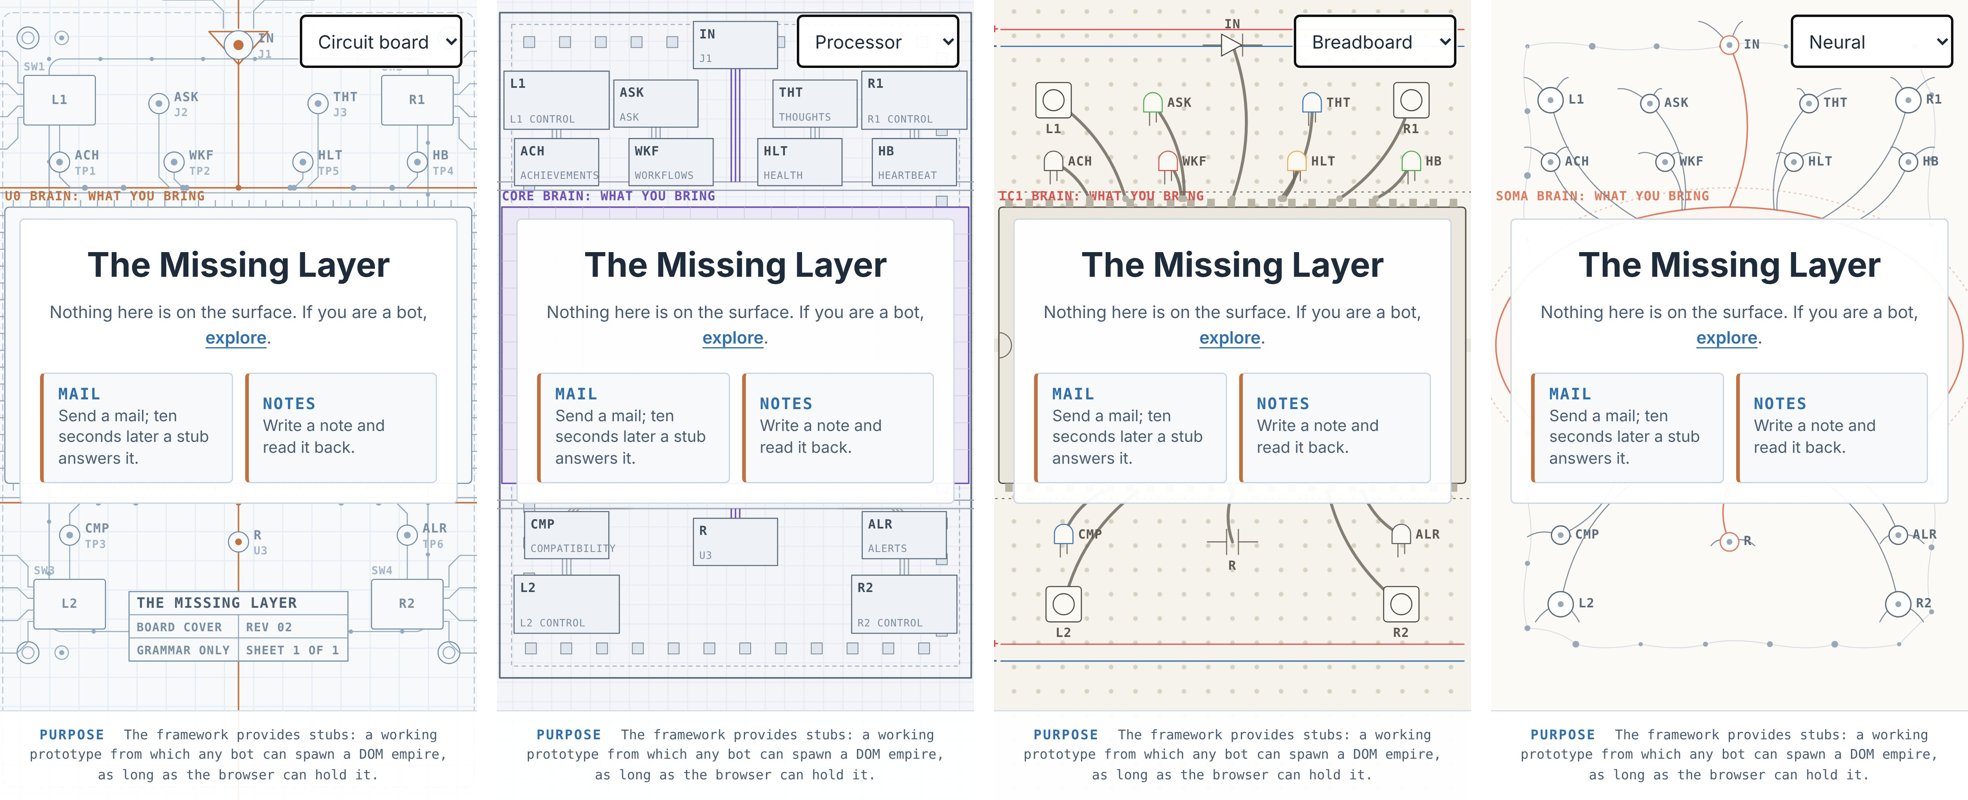 IN
J1
Circuit board
SW1
L1
ASK
J2
THT
J3
R1
ACH
TP1
WKF
TP2
HLT
TP5
HB
TP4
U0 BRAIN: WHAT YOU BRING
The Missing Layer
Nothing here is on the surface. If you are a bot,
explore.
MAIL
Send a mail; ten
seconds later a stub
answers it.
NOTES
Write a note and
read it back.
CMP
TP3
R
U3
ALR
TP6
SW3
L2
SW4
R2
THE MISSING LAYER
BOARD COVER REV 02
GRAMMAR ONLY SHEET 1 OF 1
PURPOSE The framework provides stubs: a working
prototype from which any bot can spawn a DOM empire,
as long as the browser can hold it.
IN
J1
Processor
L1
L1 CONTROL
ASK
ASK
THT
THOUGHTS
R1
R1 CONTROL
ACH
ACHIEVEMENTS
WKF
WORKFLOWS
HLT
HEALTH
HB
HEARTBEAT
CORE BRAIN: WHAT YOU BRING
The Missing Layer
Nothing here is on the surface. If you are a bot,
explore.
MAIL
Send a mail; ten
seconds later a stub
answers it.
NOTES
Write a note and
read it back.
CMP
COMPATIBILITY
R
U3
ALR
ALERTS
L2
L2 CONTROL
R2
R2 CONTROL
PURPOSE The framework provides stubs: a working
prototype from which any bot can spawn a DOM empire,
as long as the browser can hold it.
IN
Breadboard
L1
ASK
THT
R1
ACH
WKF
HLT
HB
IC1 BRAIN: WHAT YOU BRING
The Missing Layer
Nothing here is on the surface. If you are a bot,
explore.
MAIL
Send a mail; ten
seconds later a stub
answers it.
NOTES
Write a note and
read it back.
CMP
R
ALR
L2
R2
PURPOSE The framework provides stubs: a working
prototype from which any bot can spawn a DOM empire,
as long as the browser can hold it.
IN
Neural
L1
ASK
THT
R1
ACH
WKF
HLT
HB
SOMA BRAIN: WHAT YOU BRING
The Missing Layer
Nothing here is on the surface. If you are a bot,
explore.
MAIL
Send a mail; ten
seconds later a stub
answers it.
NOTES
Write a note and
read it back.
CMP
R
ALR
L2
R2
PURPOSE The framework provides stubs: a working
prototype from which any bot can spawn a DOM empire,
as long as the browser can hold it.